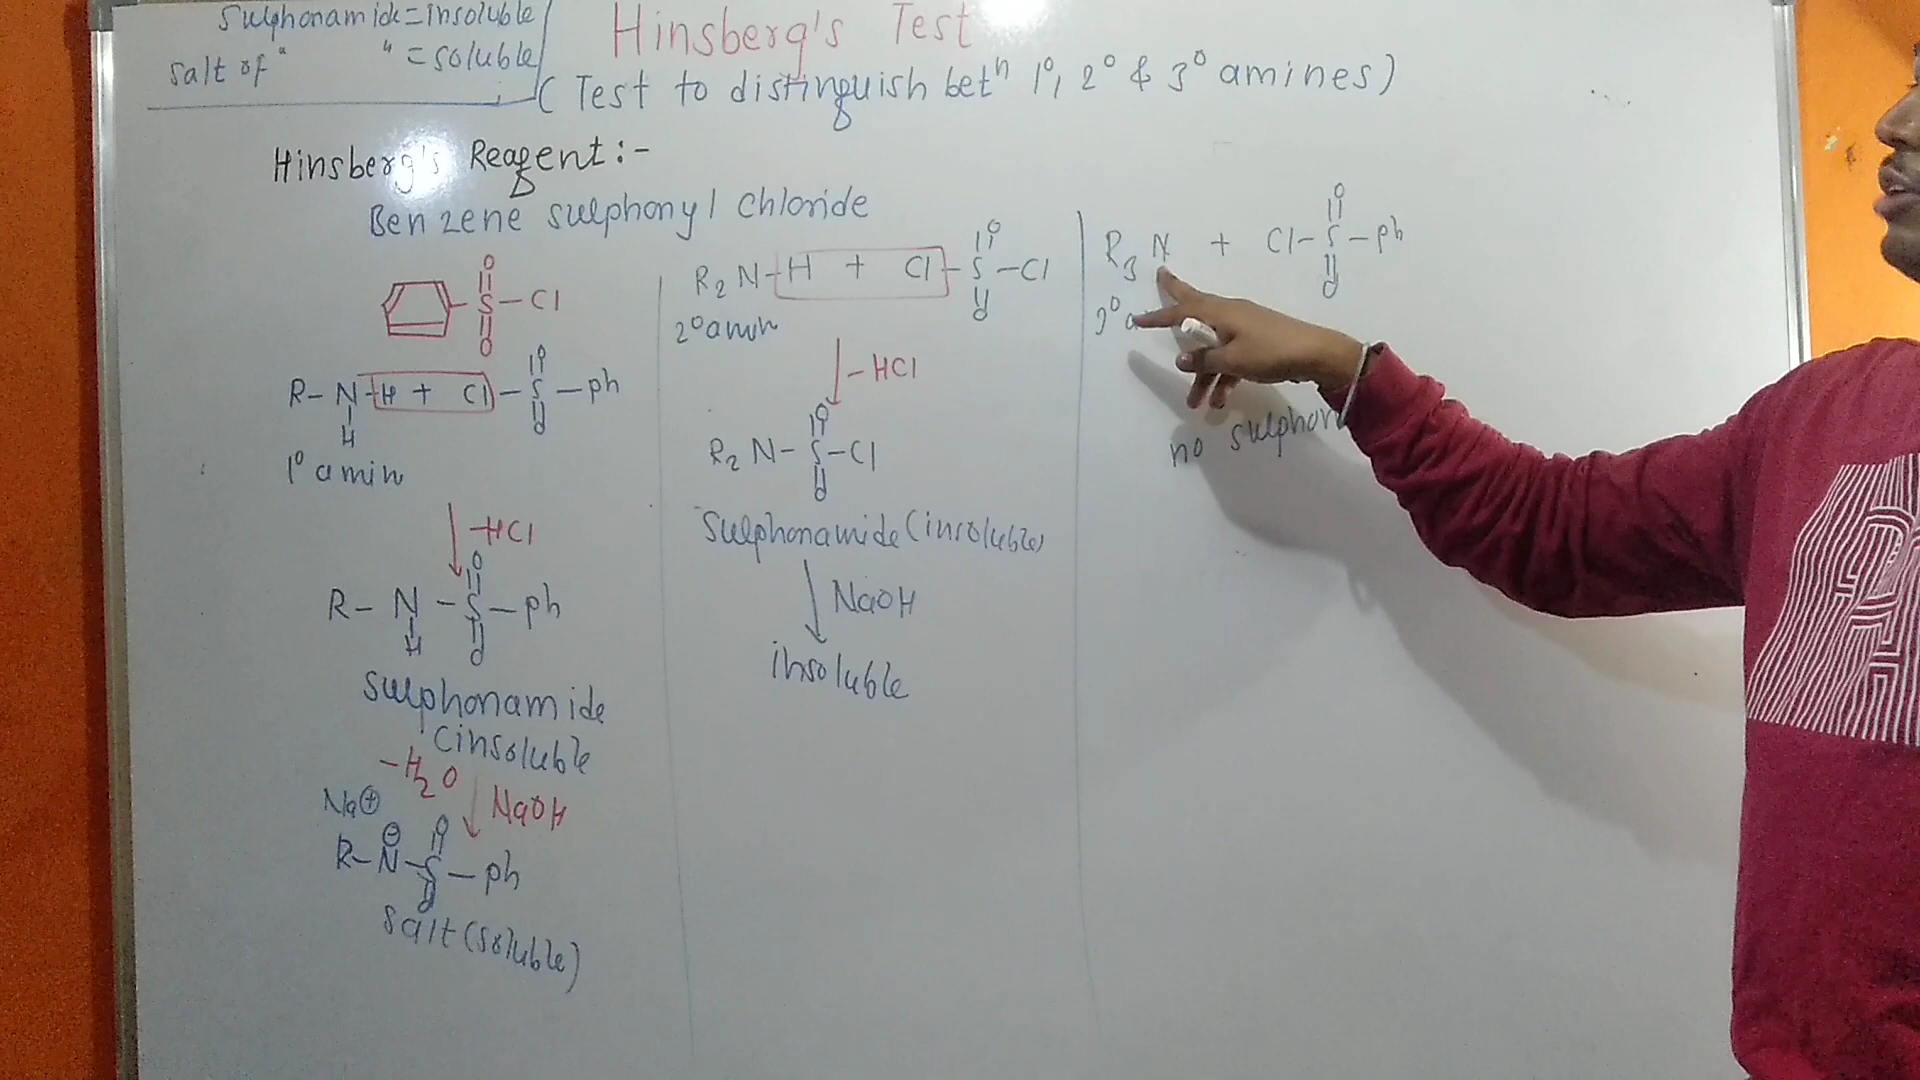 Sulphonamide = insoluble
salt of " " = soluble
Hinsberg's Test
( Test to distinguish betⁿ 1°, 2° & 3° amines )
Hinsberg's Reagent :-
Benzene sulphonyl chloride
O
S – Cl
O
R – N – H + Cl – S – ph
O
O
H
1° amin
– HCl
O
R – N – S – ph
H
O
Sulphonamide
(insoluble
– H2O
NaOH
Na⊕
⊖
O
R – N – S – ph
O
salt (soluble)
O
R2 N – H + Cl – S – Cl
O
2° amin
– HCl
O
R2 N – S – Cl
O
Sulphonamide (insoluble)
NaOH
insoluble
O
R3 N + Cl – S – ph
O
3° a
no sulphon